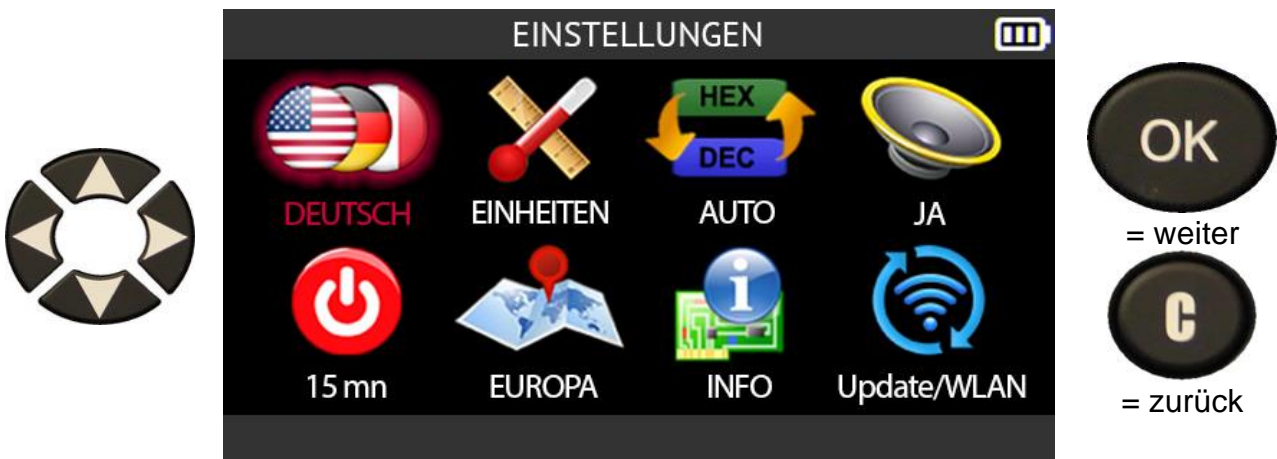 EINSTELLUNGEN
HEX
DEC
DEUTSCH EINHEITEN AUTO JA
15 mn EUROPA INFO Update/WLAN
OK
= weiter
C
= zurück